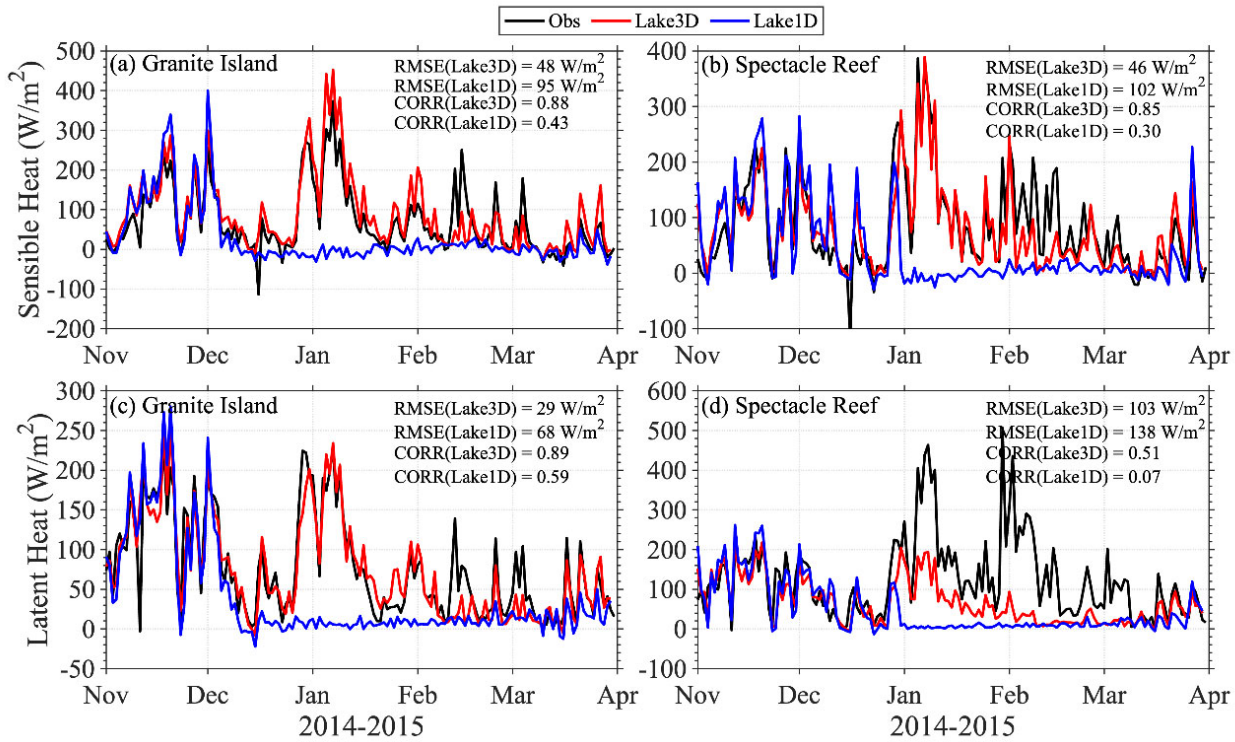 Obs Lake3D Lake1D
(a) Granite Island
RMSE(Lake3D) = 48 W/m²
RMSE(Lake1D) = 95 W/m²
CORR(Lake3D) = 0.88
CORR(Lake1D) = 0.43
Sensible Heat (W/m²)
500
400
300
200
100
0
-100
-200
Nov Dec Jan Feb Mar Apr
(b) Spectacle Reef
RMSE(Lake3D) = 46 W/m²
RMSE(Lake1D) = 102 W/m²
CORR(Lake3D) = 0.85
CORR(Lake1D) = 0.30
400
300
200
100
0
-100
Nov Dec Jan Feb Mar Apr
(c) Granite Island
RMSE(Lake3D) = 29 W/m²
RMSE(Lake1D) = 68 W/m²
CORR(Lake3D) = 0.89
CORR(Lake1D) = 0.59
Latent Heat (W/m²)
300
250
200
150
100
50
0
-50
Nov Dec Jan Feb Mar Apr
2014-2015
(d) Spectacle Reef
RMSE(Lake3D) = 103 W/m²
RMSE(Lake1D) = 138 W/m²
CORR(Lake3D) = 0.51
CORR(Lake1D) = 0.07
600
500
400
300
200
100
0
-100
Nov Dec Jan Feb Mar Apr
2014-2015